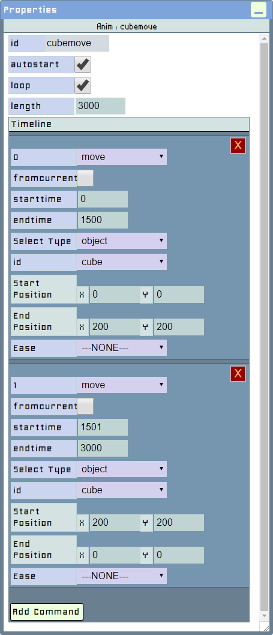 Properties
Anim : cubemove
id cubemove
autostart
loop
length 3000
Timeline
X
0 move
fromcurrent
starttime 0
endtime 1500
Select Type object
id cube
Start
Position X 0 Y 0
End
Position X 200 Y 200
Ease ---NONE---
X
1 move
fromcurrent
starttime 1501
endtime 3000
Select Type object
id cube
Start
Position X 200 Y 200
End
Position X 0 Y 0
Ease ---NONE---
Add Command